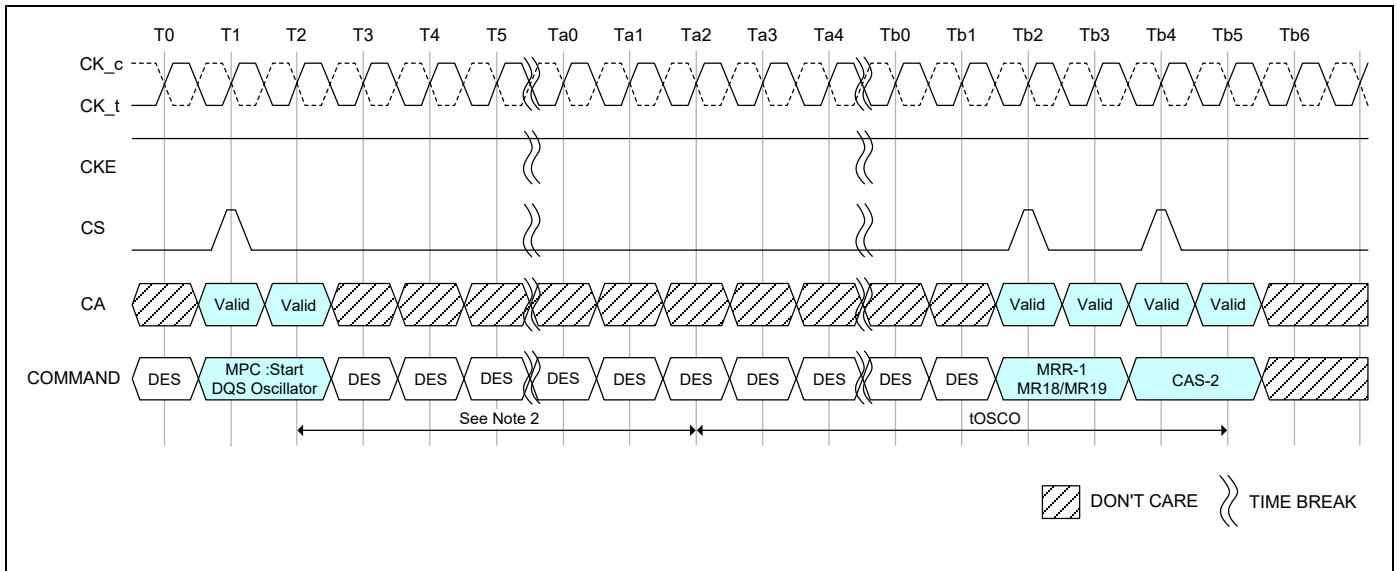 T0 T1 T2 T3 T4 T5 Ta0 Ta1 Ta2 Ta3 Ta4 Tb0 Tb1 Tb2 Tb3 Tb4 Tb5 Tb6
CK_c
CK_t
CKE
CS
CA Valid Valid Valid Valid Valid Valid
COMMAND DES MPC :Start DQS Oscillator DES DES DES DES DES DES DES DES DES DES MRR-1 MR18/MR19 CAS-2
See Note 2 tOSCO
DON'T CARE TIME BREAK